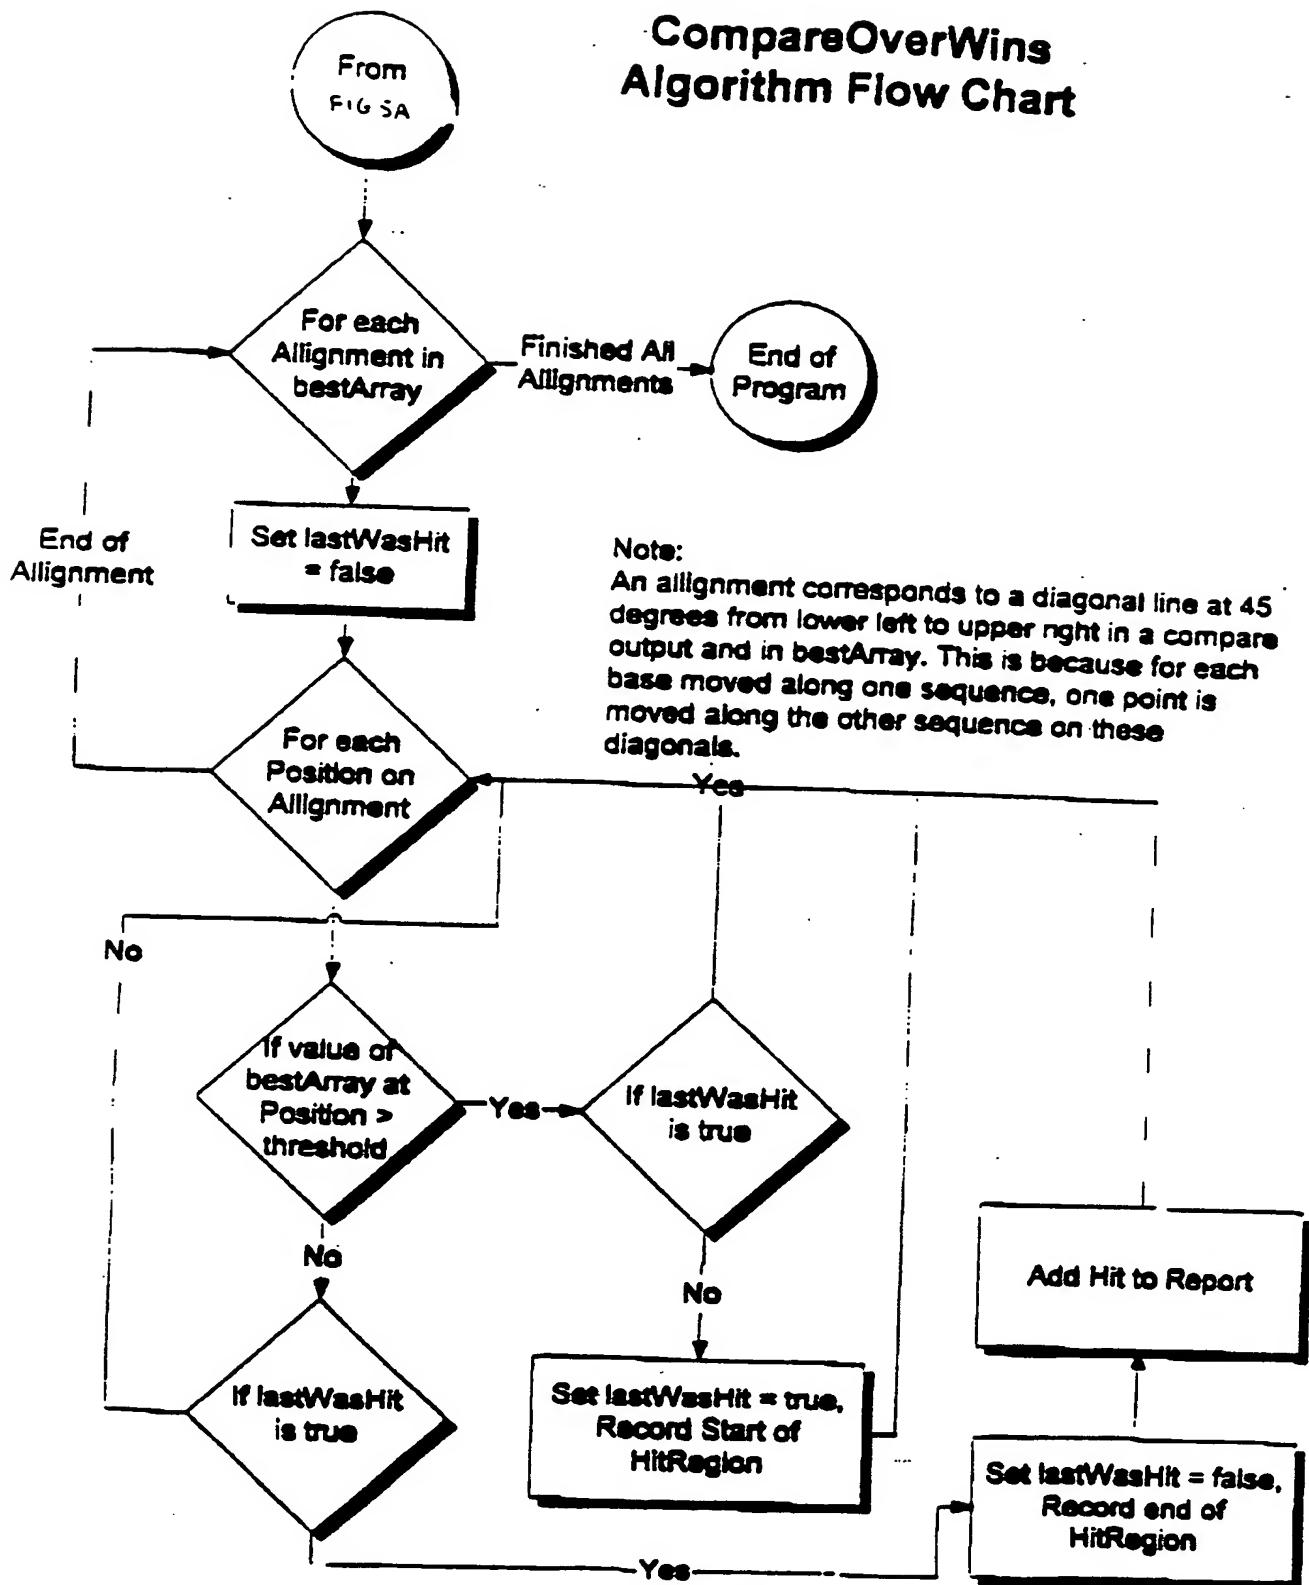 CompareOverWins
Algorithm Flow Chart
From
FIG 5A
For each
Allignment in
bestArray
Finished All
Allignments
End of
Program
End of
Allignment
Set lastWasHit
= false
Note:
An allignment corresponds to a diagonal line at 45
degrees from lower left to upper right in a compare
output and in bestArray. This is because for each
base moved along one sequence, one point is
moved along the other sequence on these
diagonals.
For each
Position on
Allignment
Yes
No
If value of
bestArray at
Position >
threshold
Yes
If lastWasHit
is true
No
No
Add Hit to Report
If lastWasHit
is true
Set lastWasHit = true,
Record Start of
HitRegion
Set lastWasHit = false,
Record end of
HitRegion
Yes